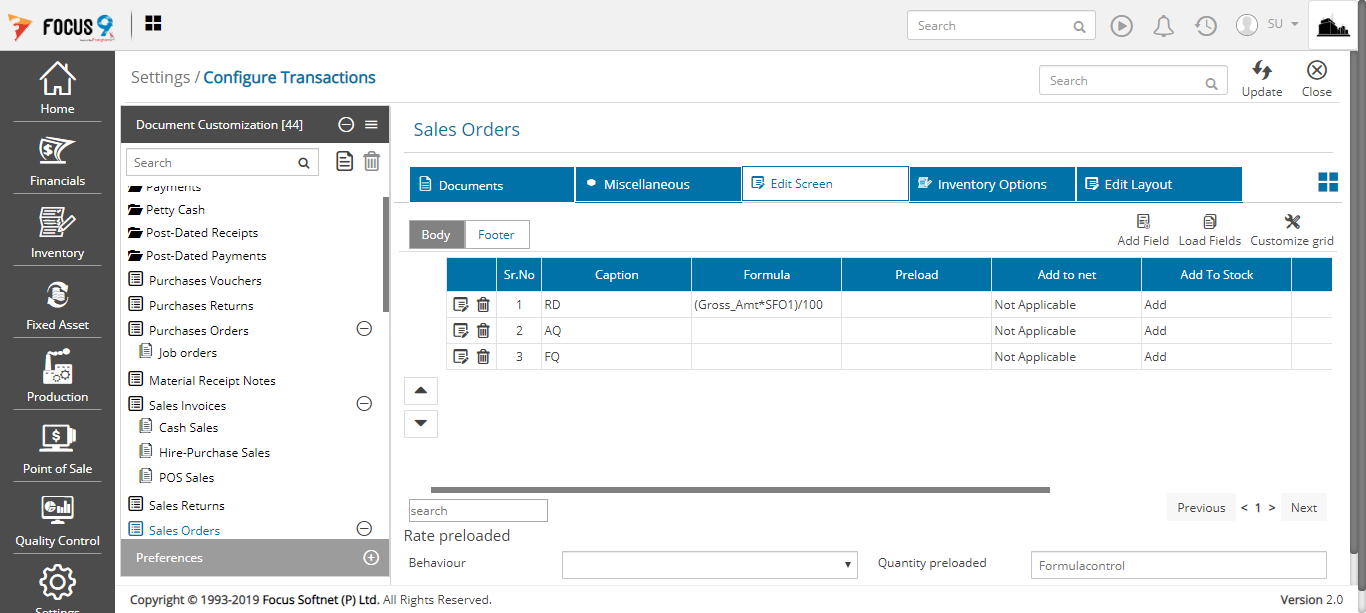 FOCUS 9
Search
SU
Home
Financials
Inventory
Fixed Asset
Production
Point of Sale
Quality Control
Settings
Settings / Configure Transactions
Search
Update
Close
Document Customization [44]
Search
Payments
Petty Cash
Post-Dated Receipts
Post-Dated Payments
Purchases Vouchers
Purchases Returns
Purchases Orders
Job orders
Material Receipt Notes
Sales Invoices
Cash Sales
Hire-Purchase Sales
POS Sales
Sales Returns
Sales Orders
Preferences
Sales Orders
Documents Miscellaneous Edit Screen Inventory Options Edit Layout
Body Footer
Add Field Load Fields Customize grid
Sr.No Caption Formula Preload Add to net Add To Stock
1 RD (Gross_Amt*SFO1)/100 Not Applicable Add
2 AQ Not Applicable Add
3 FQ Not Applicable Add
search
Previous < 1 > Next
Rate preloaded
Behaviour
Quantity preloaded Formulacontrol
Copyright © 1993-2019 Focus Softnet (P) Ltd. All Rights Reserved.
Version 2.0